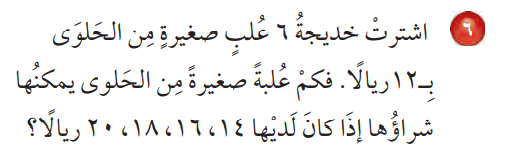 ٦ اشترتْ خديجةُ ٦ عُلبٍ صغيرةٍ مِن الحَلوَى
بِـ١٢ ريالًا. فكمْ عُلبةً صغيرةً مِن الحَلوى يمكنُها
شراؤُها إذَا كانَ لَديْها ١٤، ١٦، ١٨، ٢٠ ريالًا؟